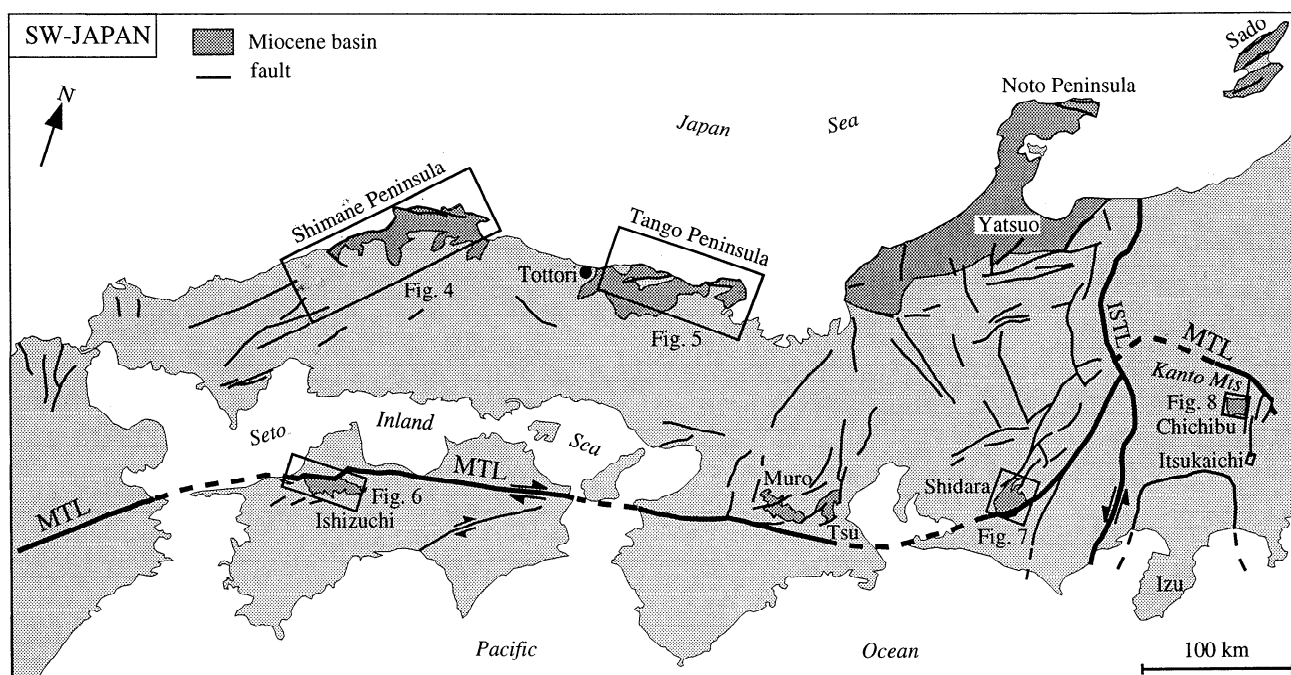 SW-JAPAN
Miocene basin
fault
N
Sado
Noto Peninsula
Japan Sea
Shimane Peninsula
Tango Peninsula
Yatsuo
Tottori
Fig. 4
Fig. 5
ISTL
MTL
Kanto Mts
Fig. 8
Chichibu
Seto Inland Sea
MTL
Itsukaichi
Muro
Shidara
MTL
Fig. 6
Ishizuchi
Tsu
Fig. 7
Izu
Pacific Ocean
100 km